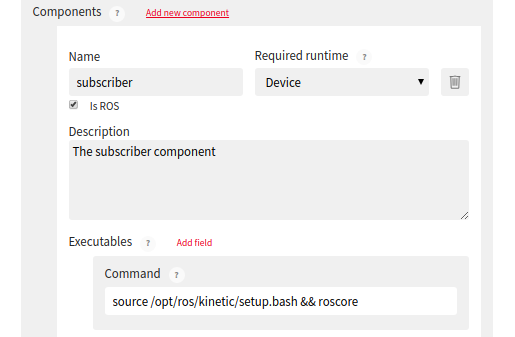 Components ? Add new component
Name Required runtime ?
subscriber Device
Is ROS
Description
The subscriber component
Executables ? Add field
Command ?
source /opt/ros/kinetic/setup.bash && roscore